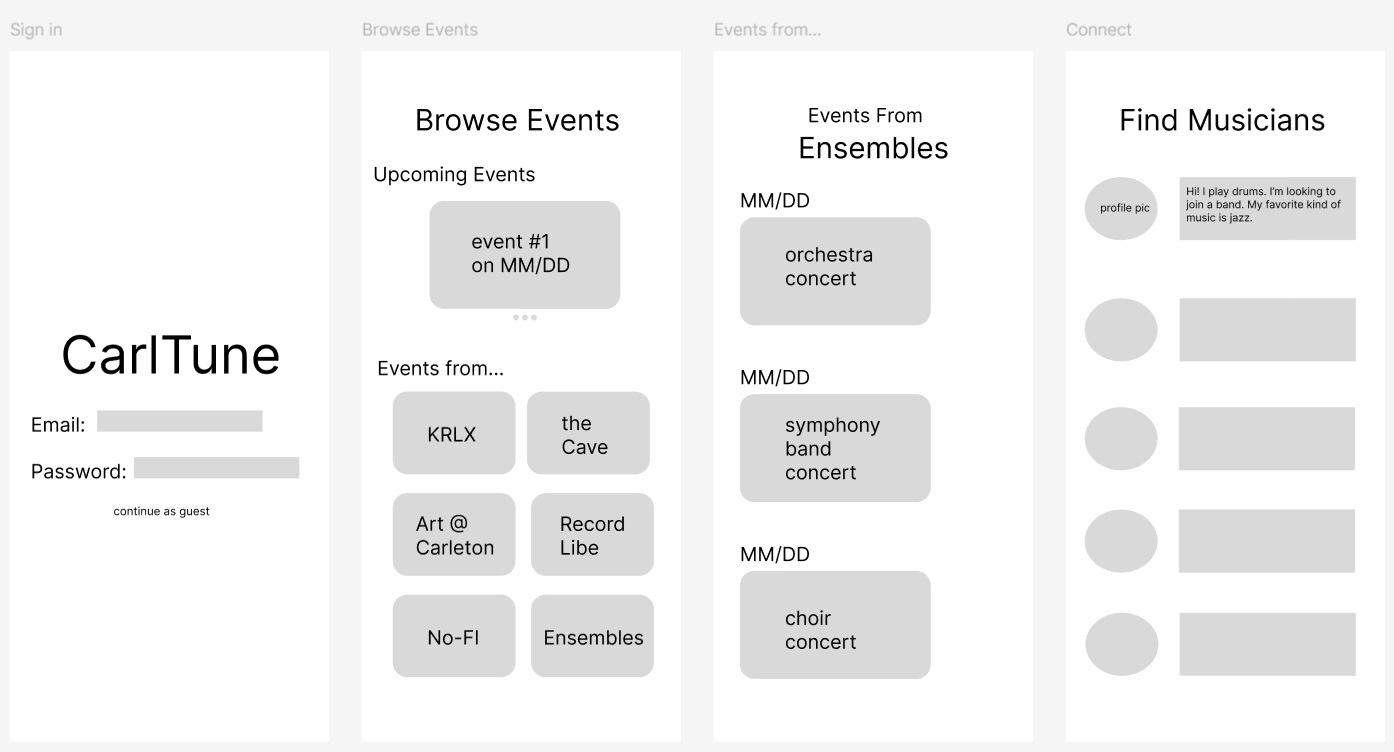 Sign in
CarlTune
Email:
Password:
continue as guest
Browse Events
Browse Events
Upcoming Events
event #1
on MM/DD
Events from...
KRLX
the
Cave
Art @
Carleton
Record
Libe
No-FI
Ensembles
Events from...
Events From
Ensembles
MM/DD
orchestra
concert
MM/DD
symphony
band
concert
MM/DD
choir
concert
Connect
Find Musicians
profile pic
Hi! I play drums. I'm looking to
join a band. My favorite kind of
music is jazz.